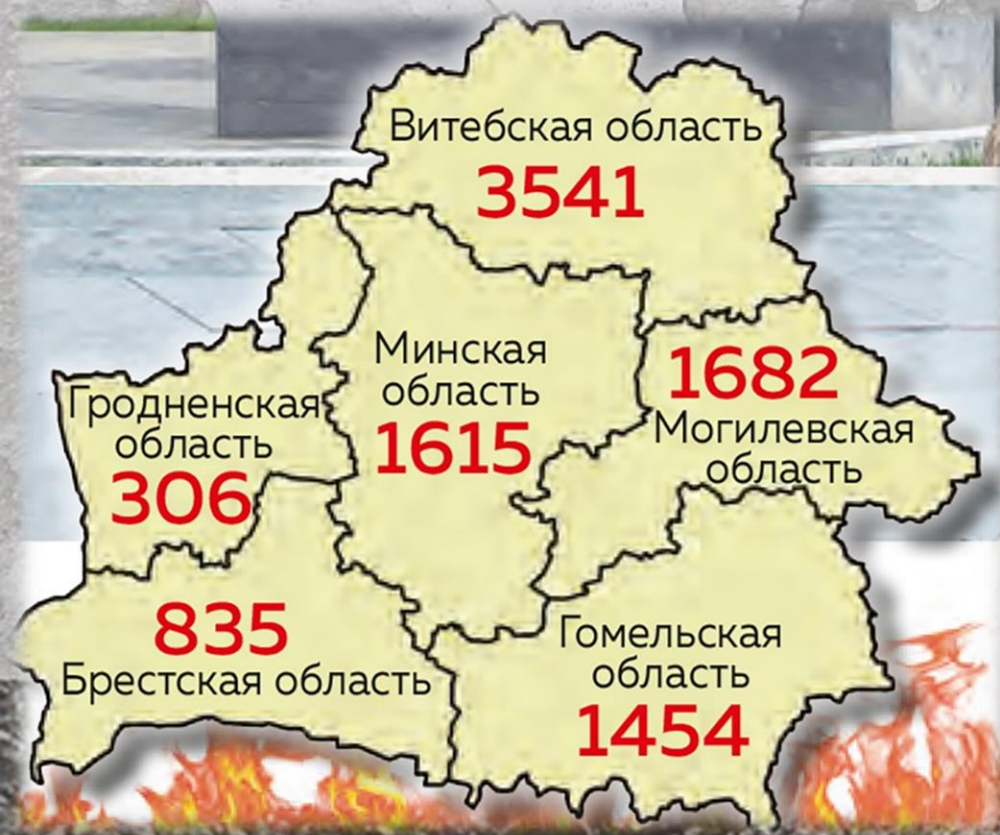 Витебская область
3541
Минская
область
1615
1682
Могилевская
область
Гродненская
область
306
835
Брестская область
Гомельская
область
1454